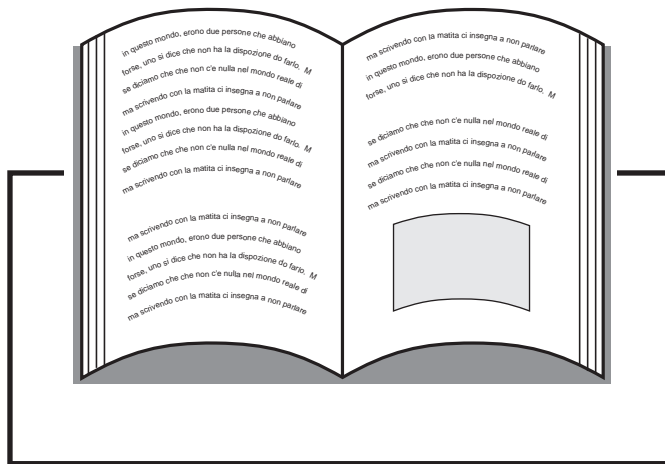 in questo mondo, erono due persone che abbiano
forse, uno si dice che non ha la dispozione do farlo. M
se diciamo che che non c'e nulla nel mondo reale di
ma scrivendo con la matita ci insegna a non parlare
in questo mondo, erono due persone che abbiano
forse, uno si dice che non ha la dispozione do farlo. M
se diciamo che che non c'e nulla nel mondo reale di
ma scrivendo con la matita ci insegna a non parlare
ma scrivendo con la matita ci insegna a non parlare
in questo mondo, erono due persone che abbiano
forse, uno si dice che non ha la dispozione do farlo. M
se diciamo che che non c'e nulla nel mondo reale di
ma scrivendo con la matita ci insegna a non parlare
ma scrivendo con la matita ci insegna a non parlare
in questo mondo, erono due persone che abbiano
forse, uno si dice che non ha la dispozione do farlo. M
se diciamo che che non c'e nulla nel mondo reale di
ma scrivendo con la matita ci insegna a non parlare
se diciamo che che non c'e nulla nel mondo reale di
ma scrivendo con la matita ci insegna a non parlare